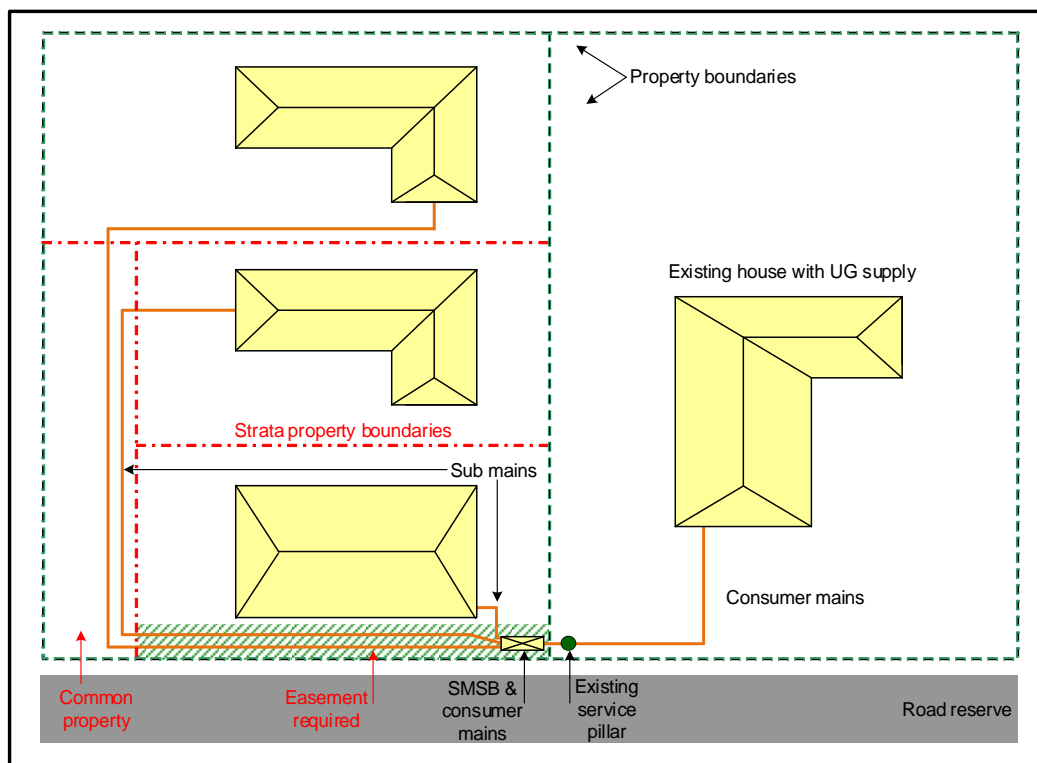 Property boundaries
Existing house with UG supply
Strata property boundaries
Sub mains
Consumer mains
Common
property
Easement
required
SMSB &
consumer
mains
Existing
service
pillar
Road reserve